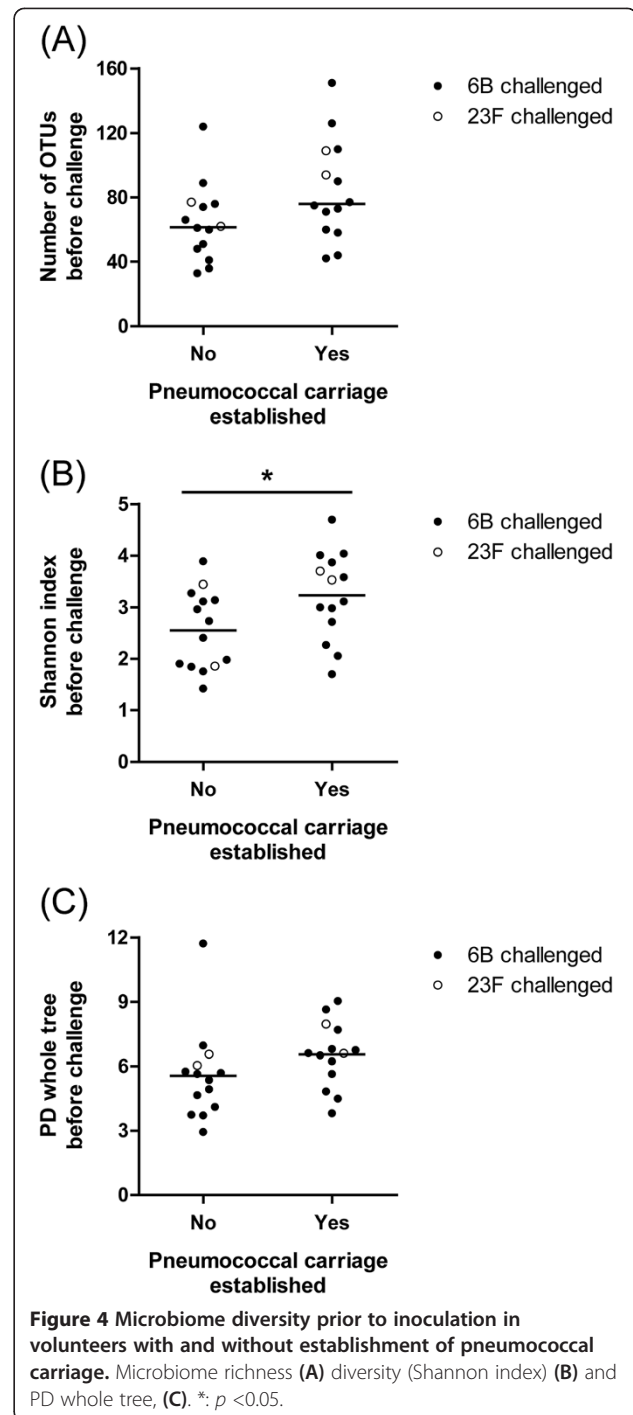 (A)
160
120
80
40
0
Number of OTUs
before challenge
No
Yes
Pneumococcal carriage
established
6B challenged
23F challenged
(B)
*
5
4
3
2
1
0
Shannon index
before challenge
No
Yes
Pneumococcal carriage
established
6B challenged
23F challenged
(C)
12
9
6
3
0
PD whole tree
before challenge
No
Yes
Pneumococcal carriage
established
6B challenged
23F challenged
Figure 4 Microbiome diversity prior to inoculation in
volunteers with and without establishment of pneumococcal
carriage. Microbiome richness (A) diversity (Shannon index) (B) and
PD whole tree, (C). *: p <0.05.